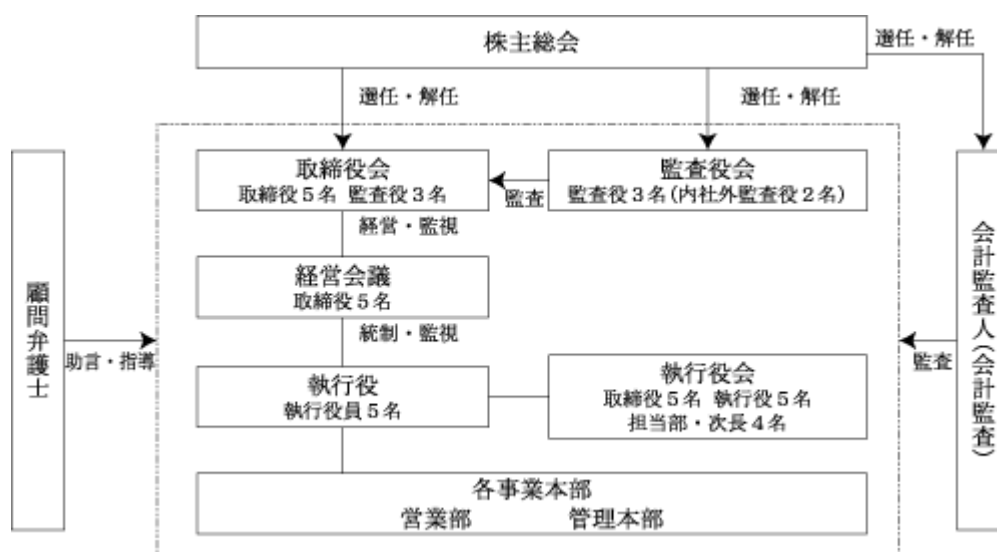 株主総会
選任・解任
選任・解任
選任・解任
取締役会
取締役5名 監査役3名
監査
監査役会
監査役3名(内社外監査役2名)
経営・監視
経営会議
取締役5名
統制・監視
顧問弁護士
助言・指導
会計監査人(会計監査)
監査
執行役
執行役員5名
執行役会
取締役5名 執行役5名
担当部・次長4名
各事業本部
営業部 管理本部